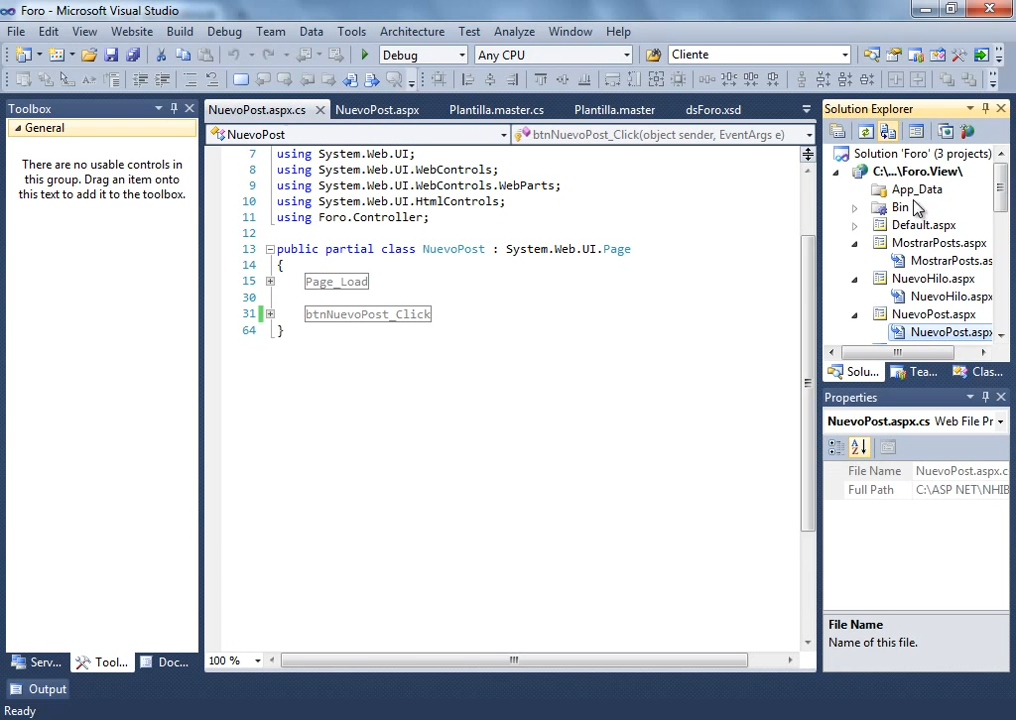 Foro - Microsoft Visual Studio
File Edit View Website Build Debug Team Data Tools Architecture Test Analyze Window Help
Debug Any CPU Cliente
Toolbox
General
There are no usable controls in
this group. Drag an item onto
this text to add it to the toolbox.
Serv... Tool... Doc...
NuevoPost.aspx.cs NuevoPost.aspx Plantilla.master.cs Plantilla.master dsForo.xsd
NuevoPost btnNuevoPost_Click(object sender, EventArgs e)
7 using System.Web.UI;
8 using System.Web.UI.WebControls;
9 using System.Web.UI.WebControls.WebParts;
10 using System.Web.UI.HtmlControls;
11 using Foro.Controller;
12
13 public partial class NuevoPost : System.Web.UI.Page
14 {
15 Page_Load
30
31 btnNuevoPost_Click
64 }
100 %
Solution Explorer
Solution 'Foro' (3 projects)
C:\...\Foro.View\
App_Data
Bin
Default.aspx
MostrarPosts.aspx
MostrarPosts.as
NuevoHilo.aspx
NuevoHilo.aspx
NuevoPost.aspx
NuevoPost.aspx
Solu... Tea... Clas...
Properties
NuevoPost.aspx.cs Web File Pr
File Name NuevoPost.aspx.c
Full Path C:\ASP NET\NHIB
File Name
Name of this file.
Output
Ready